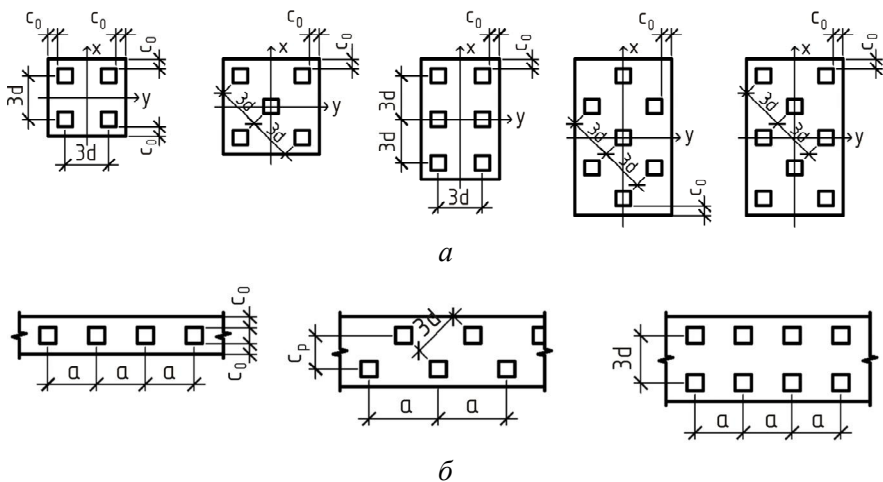 c₀ c₀ c₀ c₀ c₀ c₀
x c₀ x c₀ x c₀ x c₀ x c₀
3d y 3d 3d y 3d y 3d 3d y 3d 3d y
3d c₀ 3d 3d c₀
а
c₀ c₀
cₚ 3d
3d
a a a a a a a a
б